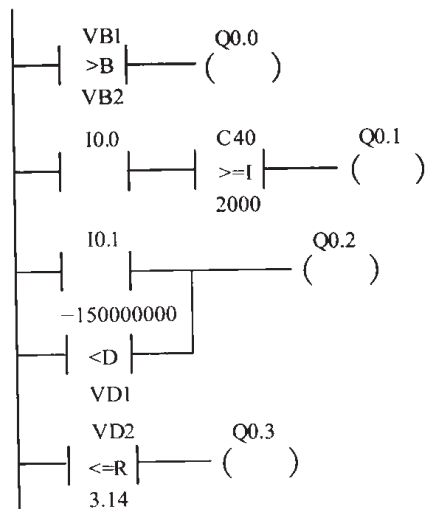 VB1 Q0.0
>B
VB2
I0.0 C40 Q0.1
>=I
2000
I0.1 Q0.2
−150000000
<D
VD1
VD2 Q0.3
<=R
3.14